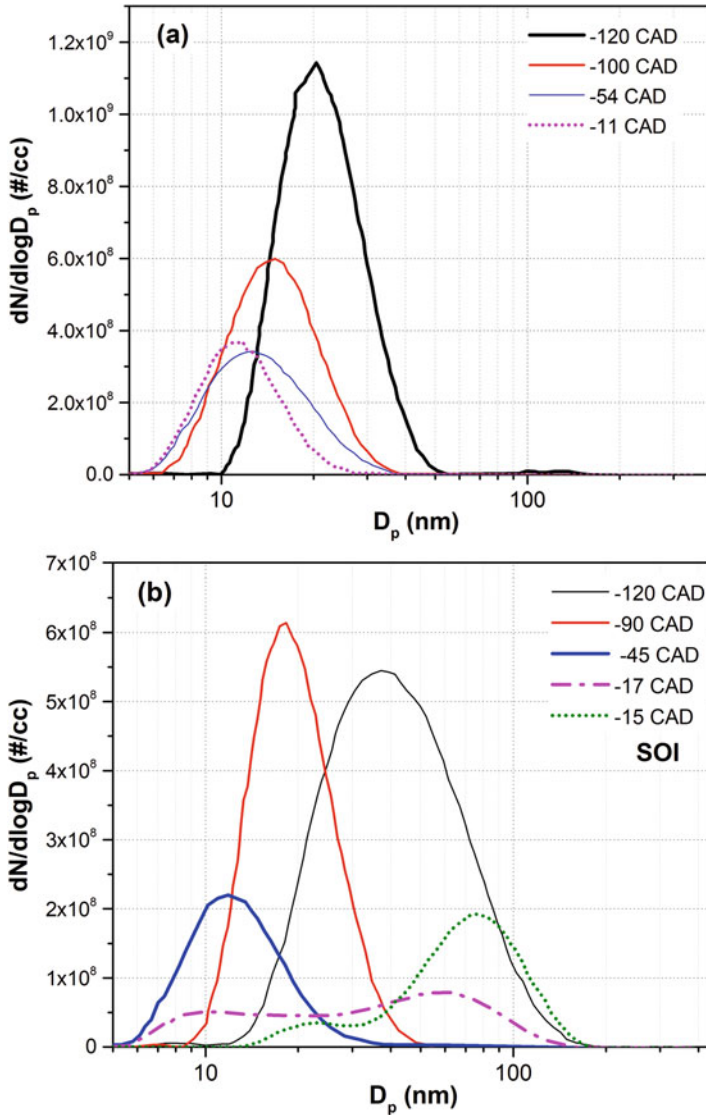 (a)
-120 CAD
-100 CAD
-54 CAD
-11 CAD
1.2x10⁹
1.0x10⁹
8.0x10⁸
6.0x10⁸
4.0x10⁸
2.0x10⁸
0.0
dN/dlogDₚ (#/cc)
10
100
Dₚ (nm)
(b)
-120 CAD
-90 CAD
-45 CAD
-17 CAD
-15 CAD
SOI
7x10⁸
6x10⁸
5x10⁸
4x10⁸
3x10⁸
2x10⁸
1x10⁸
0
dN/dlogDₚ (#/cc)
10
100
Dₚ (nm)